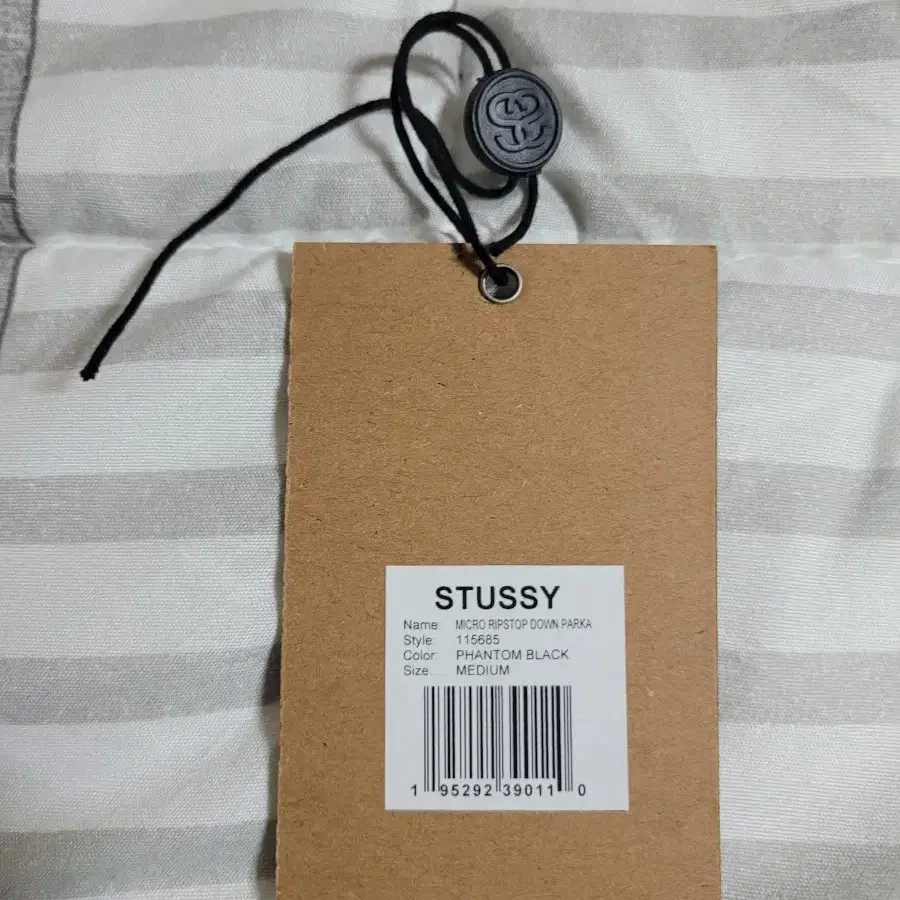 STUSSY
Name: MICRO RIPSTOP DOWN PARKA
Style: 115685
Color: PHANTOM BLACK
Size: MEDIUM
1 95292 39011 0